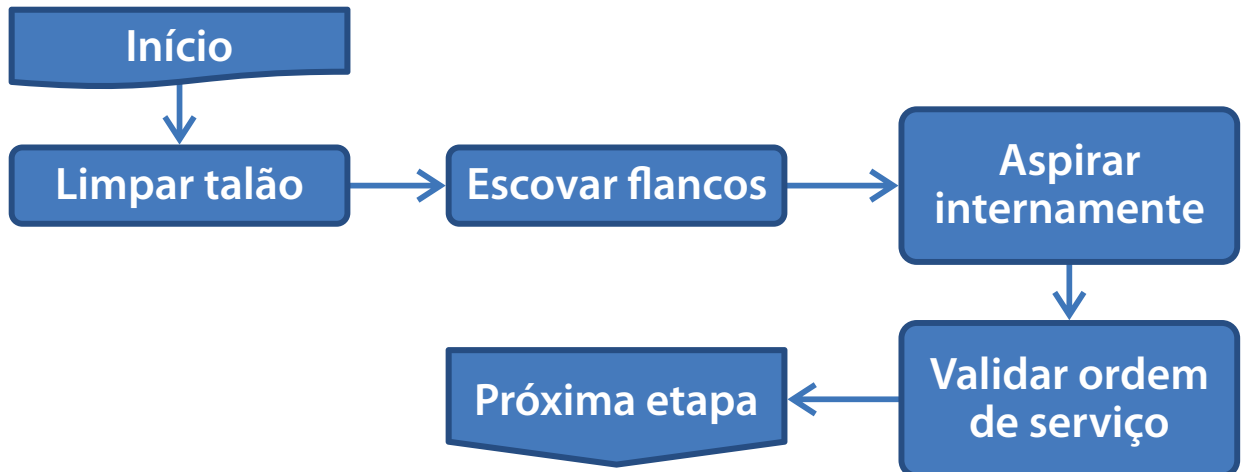 Início
Limpar talão
Escovar flancos
Aspirar
internamente
Validar ordem
de serviço
Próxima etapa